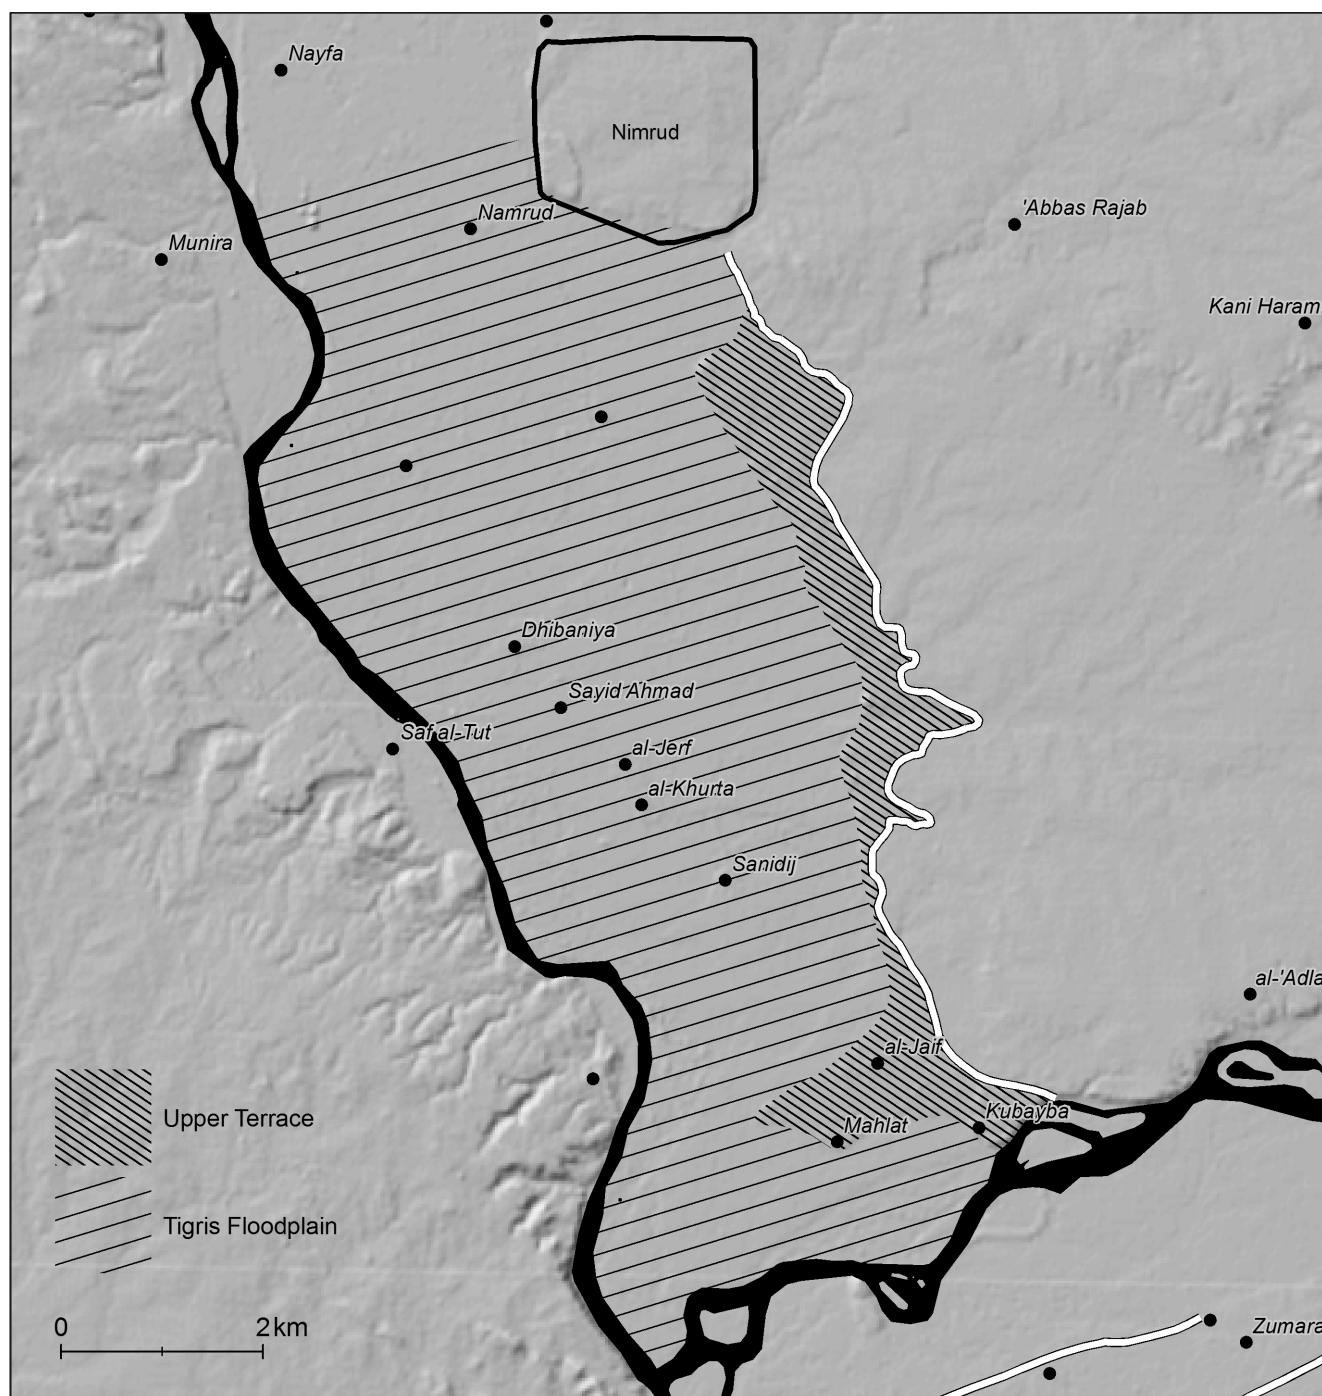 Nayfa
Nimrud
Namrud
'Abbas Rajab
Munira
Kani Haram
Dhibaniya
Sayid Ahmad
Saf al-Tut
al-Jerf
al-Khurta
Sanidij
al-'Adla
al-Jaif
Kubayba
Mahlat
Upper Terrace
Tigris Floodplain
0 2 km
Zumara